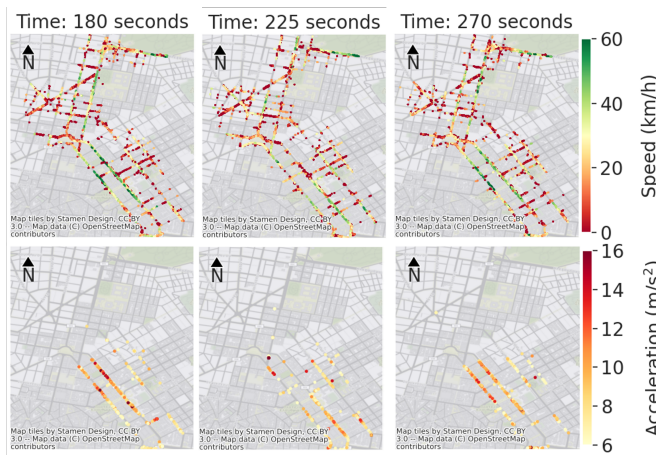 Time: 180 seconds
Time: 225 seconds
Time: 270 seconds
N
N
N
Map tiles by Stamen Design, CC BY
3.0 -- Map data (C) OpenStreetMap
contributors
Map tiles by Stamen Design, CC BY
3.0 -- Map data (C) OpenStreetMap
contributors
Map tiles by Stamen Design, CC BY
3.0 -- Map data (C) OpenStreetMap
contributors
60
40
20
0
Speed (km/h)
N
N
N
Map tiles by Stamen Design, CC BY
3.0 -- Map data (C) OpenStreetMap
contributors
Map tiles by Stamen Design, CC BY
3.0 -- Map data (C) OpenStreetMap
contributors
Map tiles by Stamen Design, CC BY
3.0 -- Map data (C) OpenStreetMap
contributors
16
14
12
10
8
6
Acceleration (m/s²)